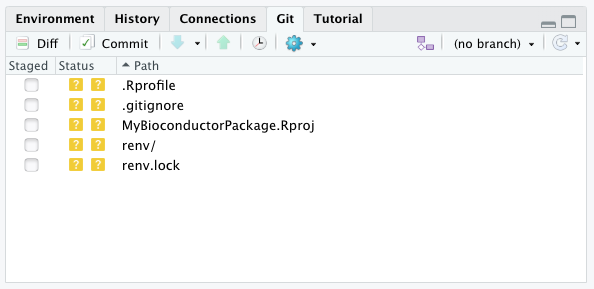 Environment History Connections Git Tutorial
Diff Commit (no branch)
Staged Status Path
? ? .Rprofile
? ? .gitignore
? ? MyBioconductorPackage.Rproj
? ? renv/
? ? renv.lock